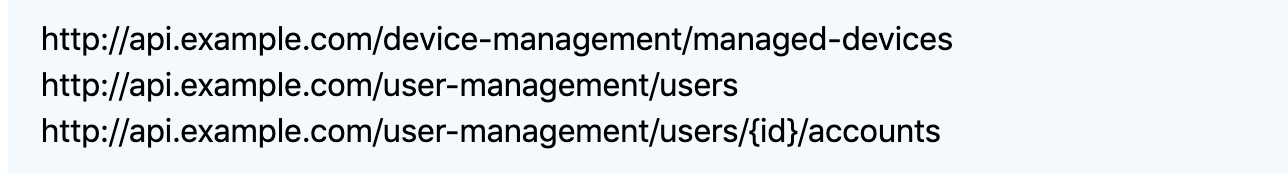 http://api.example.com/device-management/managed-devices
http://api.example.com/user-management/users
http://api.example.com/user-management/users/{id}/accounts